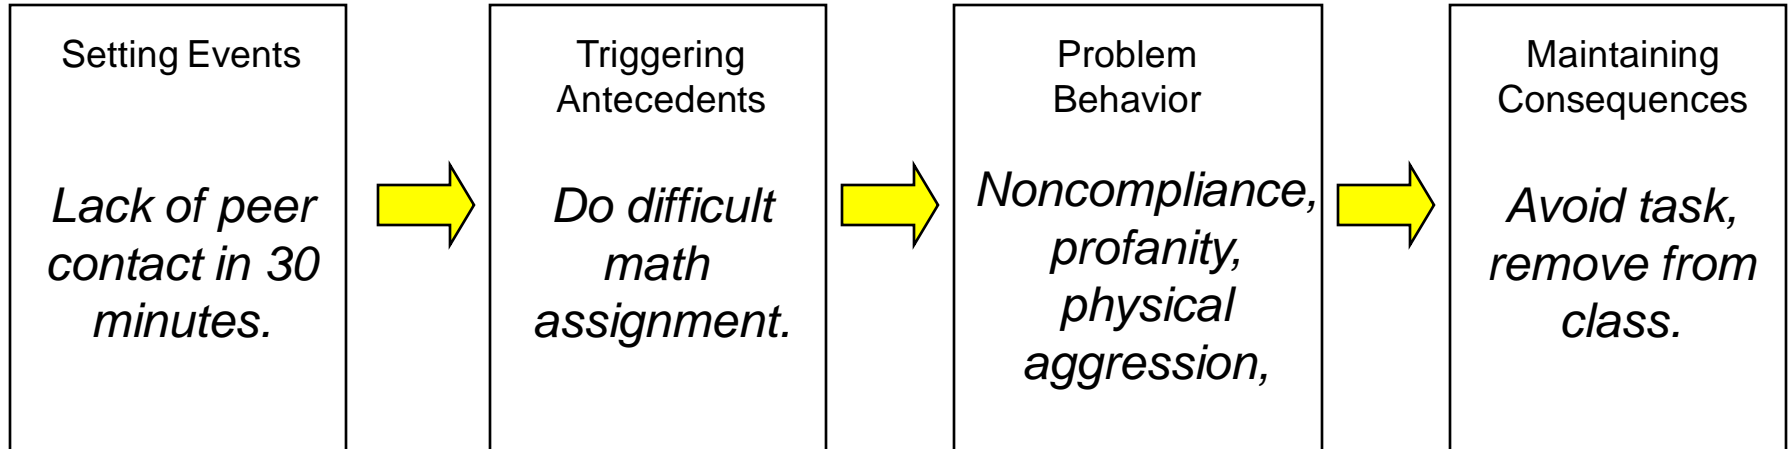 Setting Events
Lack of peer
contact in 30
minutes.
Triggering
Antecedents
Do difficult
math
assignment.
Problem
Behavior
Noncompliance,
profanity,
physical
aggression,
Maintaining
Consequences
Avoid task,
remove from
class.